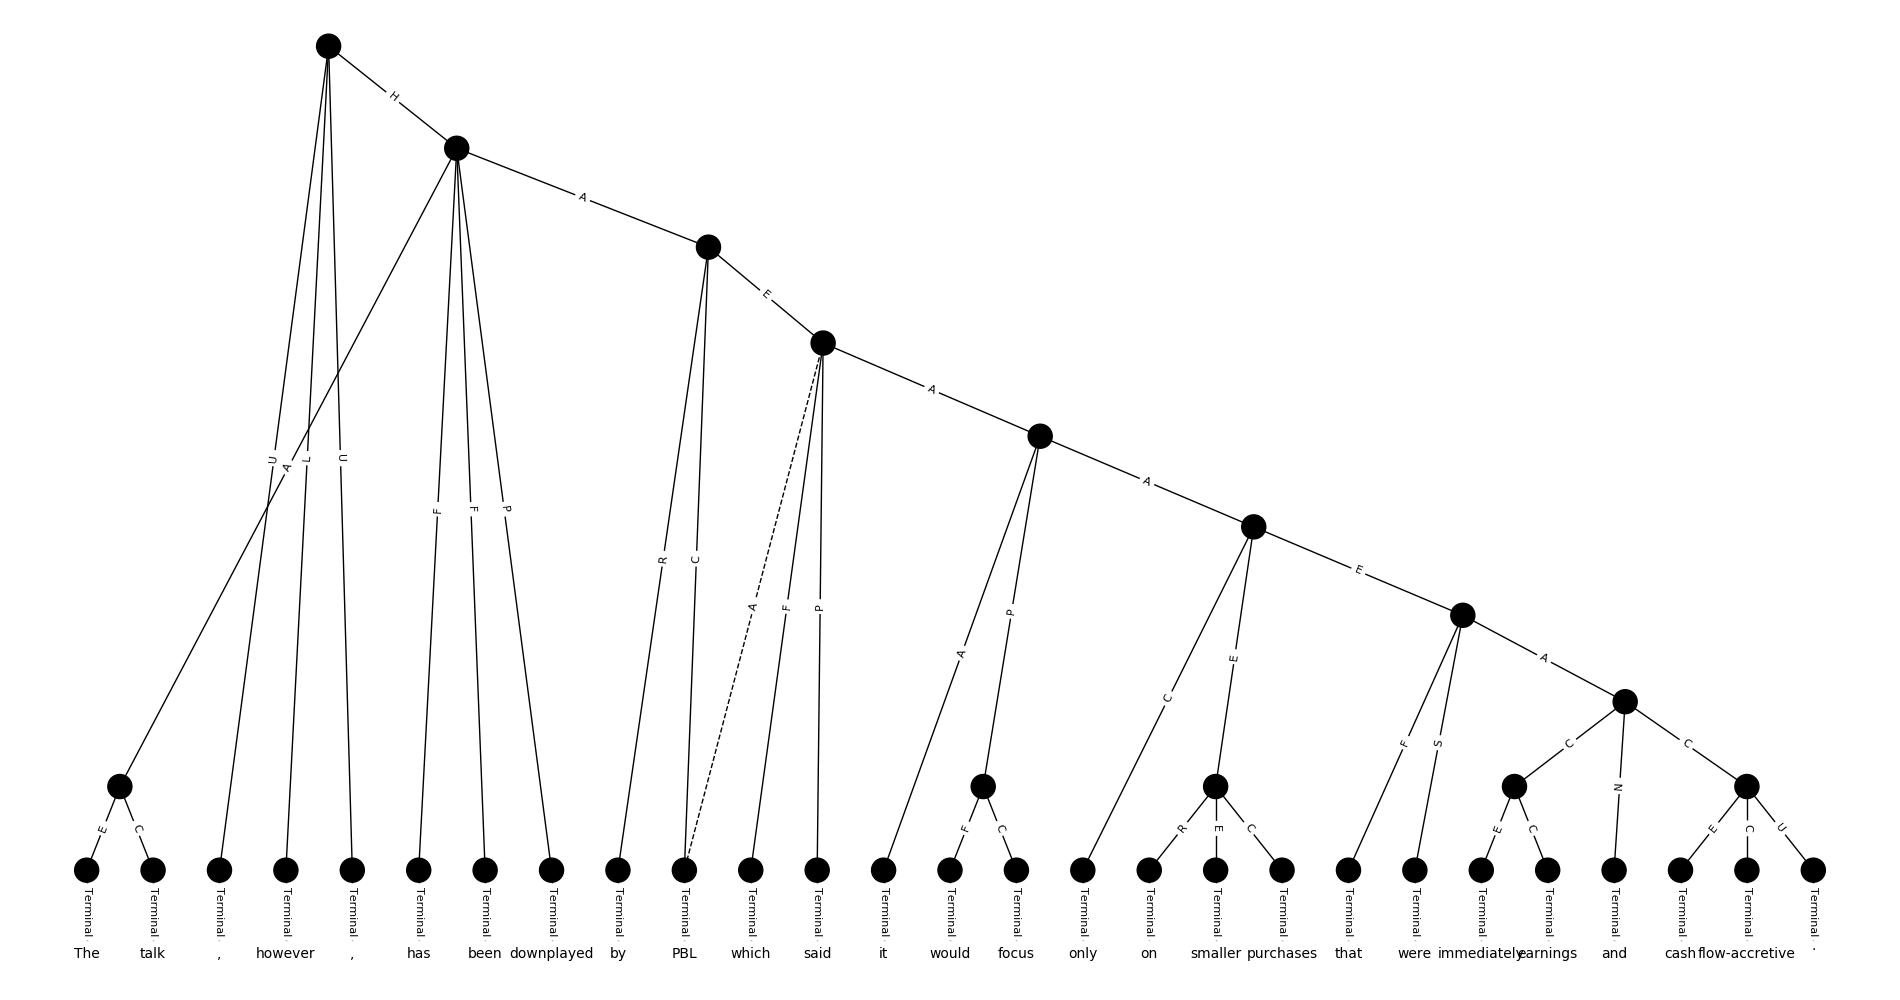 H
A
E
A
A
U A L U
F F P
R C
E
A F P
A P
C E
A
F S
C N C
E C
F C
R E C
E C
E C U
Terminal Terminal Terminal Terminal Terminal Terminal Terminal Terminal Terminal Terminal Terminal Terminal Terminal Terminal Terminal Terminal Terminal Terminal Terminal Terminal Terminal Terminal Terminal Terminal Terminal Terminal Terminal
The talk , however , has been downplayed by PBL which said it would focus only on smaller purchases that were immediately earnings and cash flow-accretive .